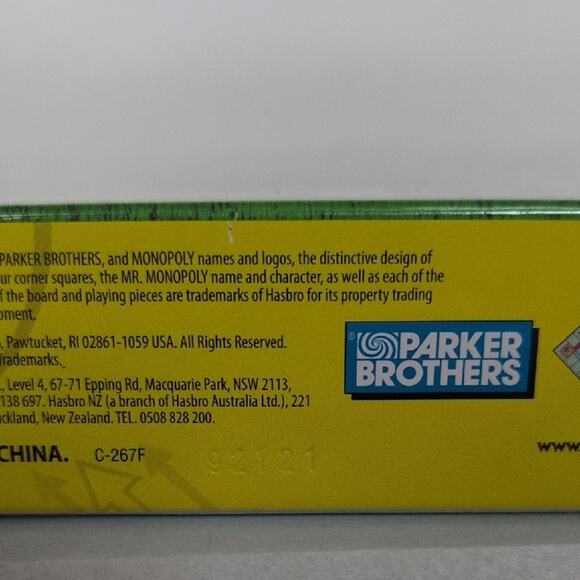 PARKER BROTHERS, and MONOPOLY names and logos, the distinctive design of
ur corner squares, the MR. MONOPOLY name and character, as well as each of the
f the board and playing pieces are trademarks of Hasbro for its property trading
oment.
, Pawtucket, RI 02861-1059 USA. All Rights Reserved.
Trademarks.
., Level 4, 67-71 Epping Rd, Macquarie Park, NSW 2113,
138 697. Hasbro NZ (a branch of Hasbro Australia Ltd.), 221
ckland, New Zealand. TEL. 0508 828 200.
® PARKER
BROTHERS
CHINA. C-267F 92121
www.